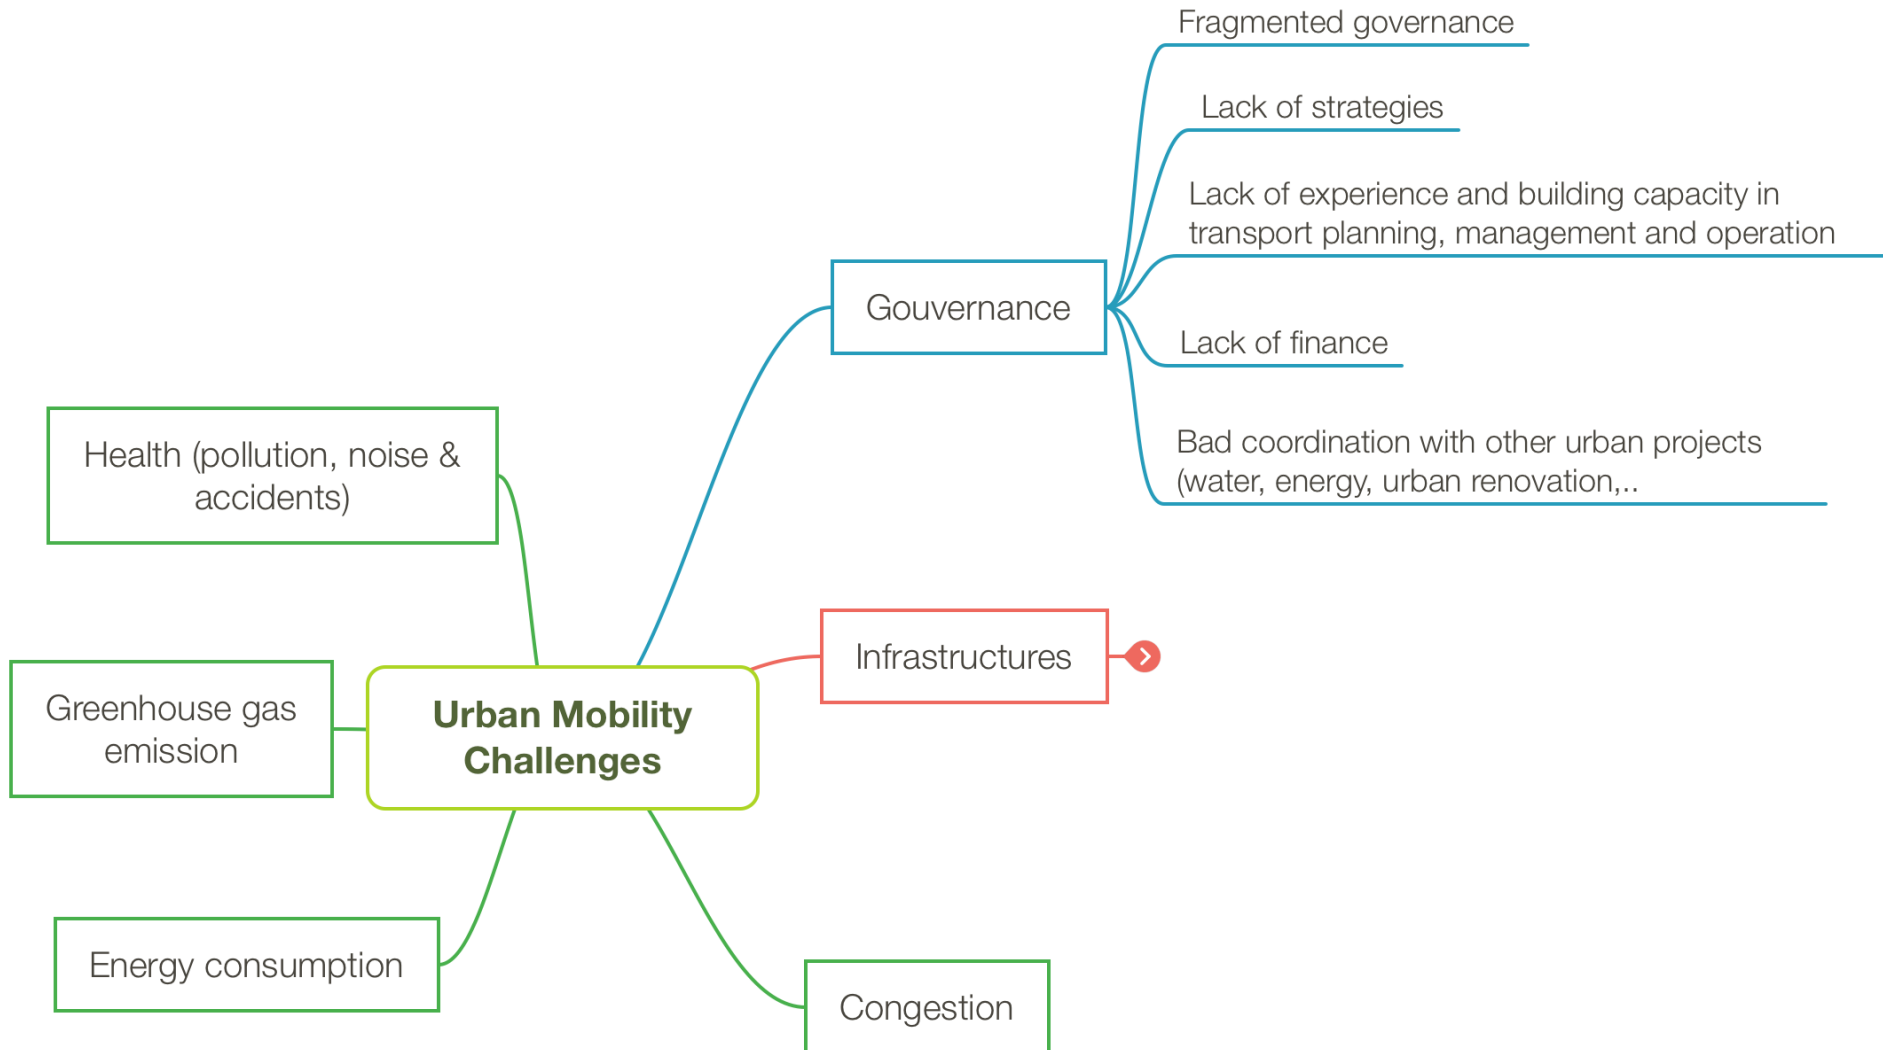 Fragmented governance
Lack of strategies
Lack of experience and building capacity in
transport planning, management and operation
Gouvernance
Lack of finance
Bad coordination with other urban projects
(water, energy, urban renovation,..
Health (pollution, noise &
accidents)
Infrastructures
Greenhouse gas
emission
Urban Mobility
Challenges
Energy consumption
Congestion